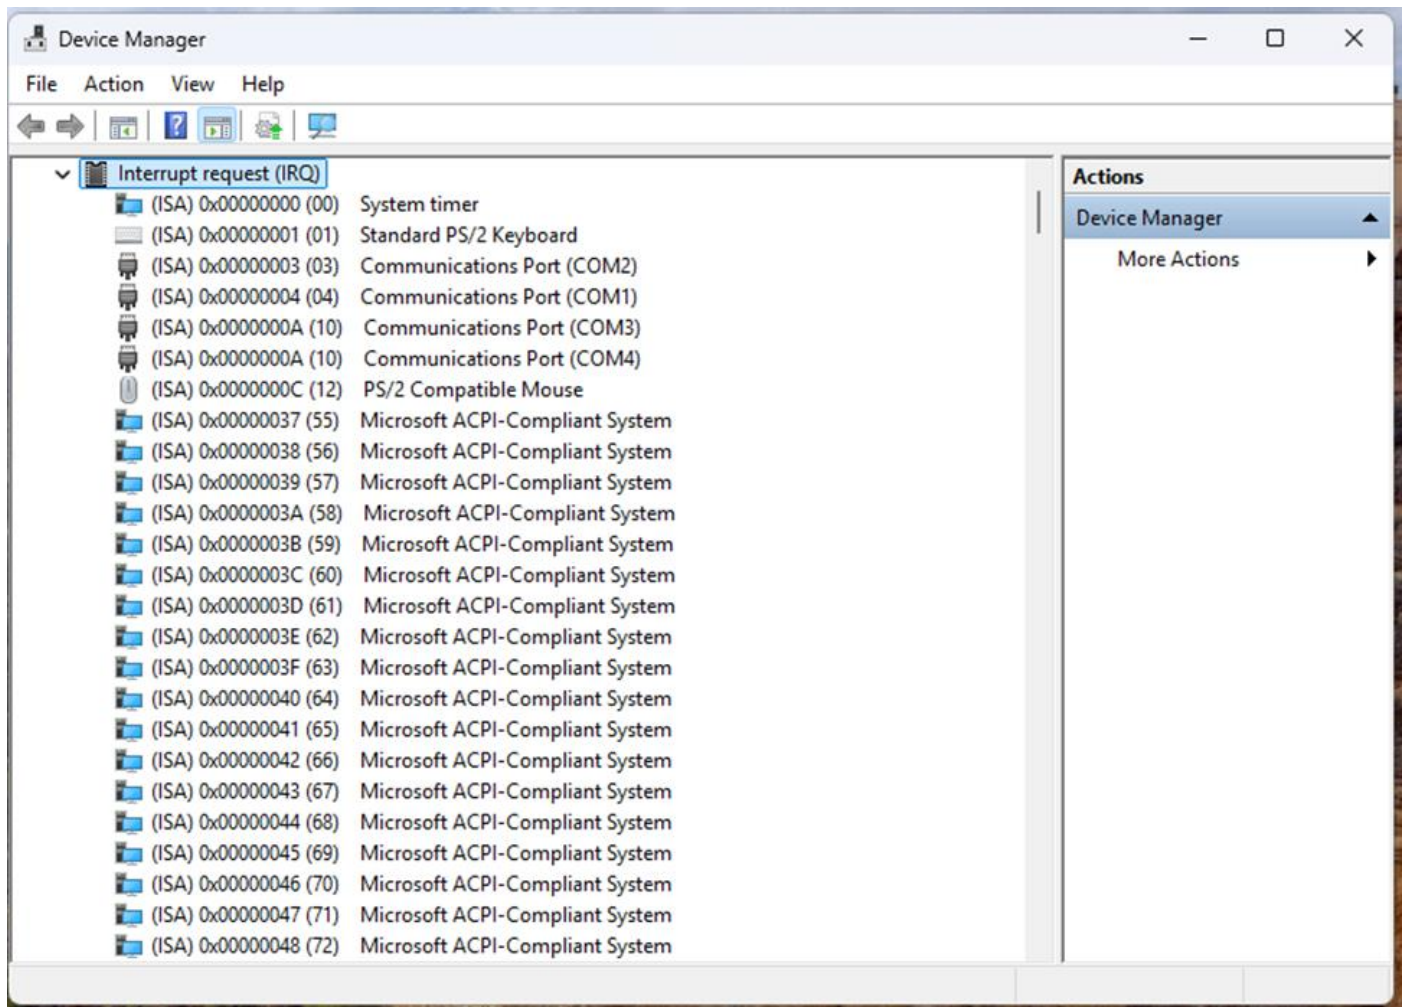 Device Manager
File Action View Help
Interrupt request (IRQ)
(ISA) 0x00000000 (00) System timer
(ISA) 0x00000001 (01) Standard PS/2 Keyboard
(ISA) 0x00000003 (03) Communications Port (COM2)
(ISA) 0x00000004 (04) Communications Port (COM1)
(ISA) 0x0000000A (10) Communications Port (COM3)
(ISA) 0x0000000A (10) Communications Port (COM4)
(ISA) 0x0000000C (12) PS/2 Compatible Mouse
(ISA) 0x00000037 (55) Microsoft ACPI-Compliant System
(ISA) 0x00000038 (56) Microsoft ACPI-Compliant System
(ISA) 0x00000039 (57) Microsoft ACPI-Compliant System
(ISA) 0x0000003A (58) Microsoft ACPI-Compliant System
(ISA) 0x0000003B (59) Microsoft ACPI-Compliant System
(ISA) 0x0000003C (60) Microsoft ACPI-Compliant System
(ISA) 0x0000003D (61) Microsoft ACPI-Compliant System
(ISA) 0x0000003E (62) Microsoft ACPI-Compliant System
(ISA) 0x0000003F (63) Microsoft ACPI-Compliant System
(ISA) 0x00000040 (64) Microsoft ACPI-Compliant System
(ISA) 0x00000041 (65) Microsoft ACPI-Compliant System
(ISA) 0x00000042 (66) Microsoft ACPI-Compliant System
(ISA) 0x00000043 (67) Microsoft ACPI-Compliant System
(ISA) 0x00000044 (68) Microsoft ACPI-Compliant System
(ISA) 0x00000045 (69) Microsoft ACPI-Compliant System
(ISA) 0x00000046 (70) Microsoft ACPI-Compliant System
(ISA) 0x00000047 (71) Microsoft ACPI-Compliant System
(ISA) 0x00000048 (72) Microsoft ACPI-Compliant System
Actions
Device Manager
More Actions